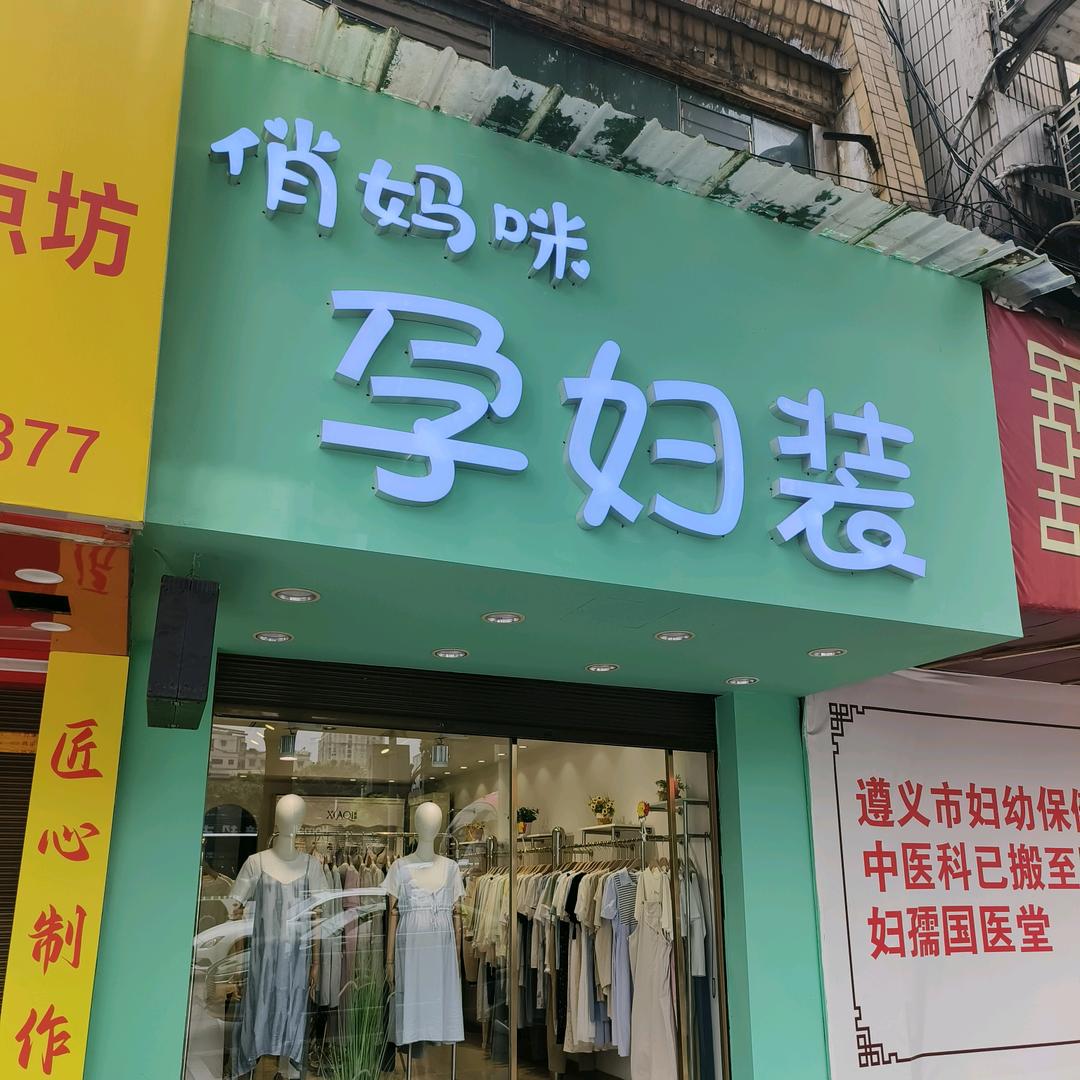 坊
377
俏妈咪
孕妇装
匠心制作
XIAOQI
遵义市妇幼保
中医科已搬至
妇孺国医堂